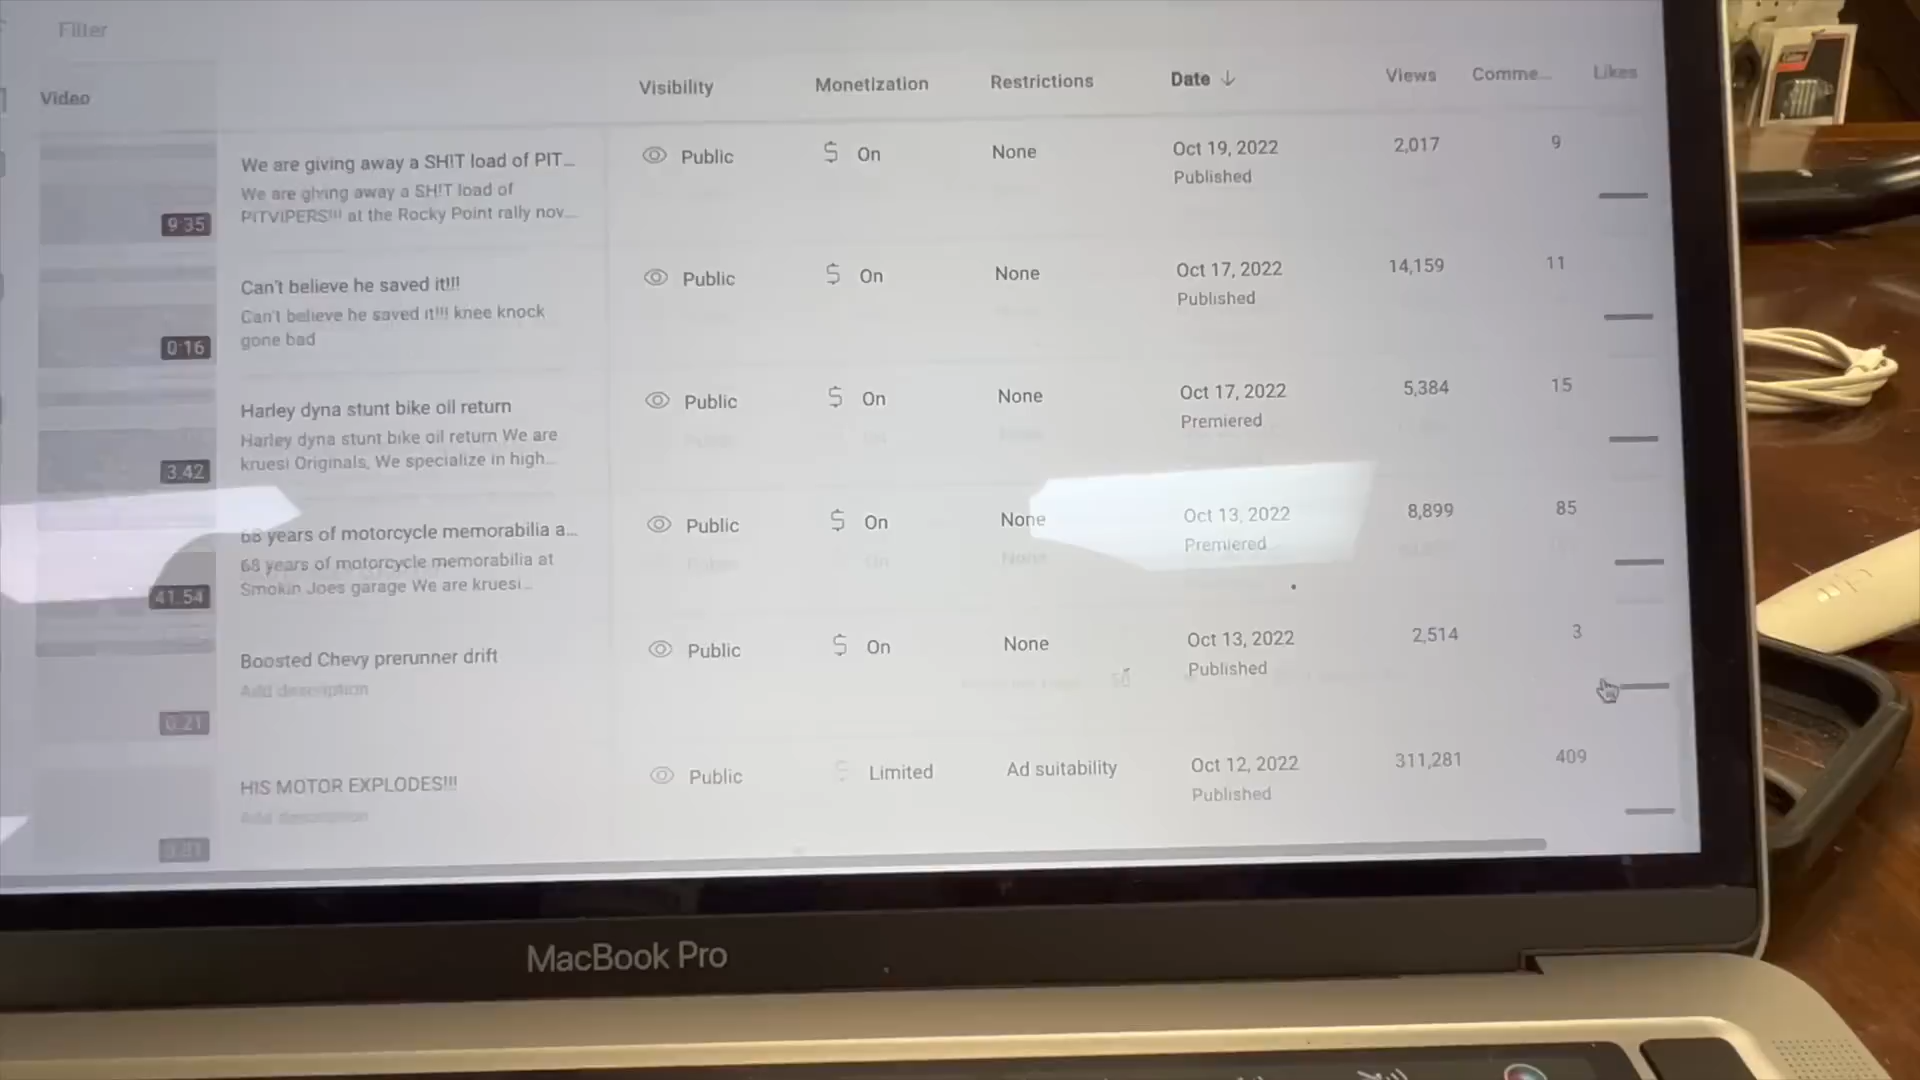 Filter
Video
Visibility
Monetization
Restrictions
Date
Views
Comme...
Likes
We are giving away a SH!T load of PIT...
We are giving away a SH!T load of
PITVIPERS!!! at the Rocky Point rally nov...
9:35
Public
$ On
None
Oct 19, 2022
Published
2,017
9
Can't believe he saved it!!!
Can't believe he saved it!!! knee knock
gone bad
0:16
Public
$ On
None
Oct 17, 2022
Published
14,159
11
Harley dyna stunt bike oil return
Harley dyna stunt bike oil return We are
kruesi Originals, We specialize in high...
3:42
Public
$ On
None
Oct 17, 2022
Premiered
5,384
15
68 years of motorcycle memorabilia a...
68 years of motorcycle memorabilia at
Smokin Joes garage We are kruesi...
41:54
Public
$ On
None
Oct 13, 2022
Premiered
8,899
85
Boosted Chevy prerunner drift
Add description
0:21
Public
$ On
None
Oct 13, 2022
Published
2,514
3
HIS MOTOR EXPLODES!!!
Add description
Public
$ Limited
Ad suitability
Oct 12, 2022
Published
311,281
409
MacBook Pro